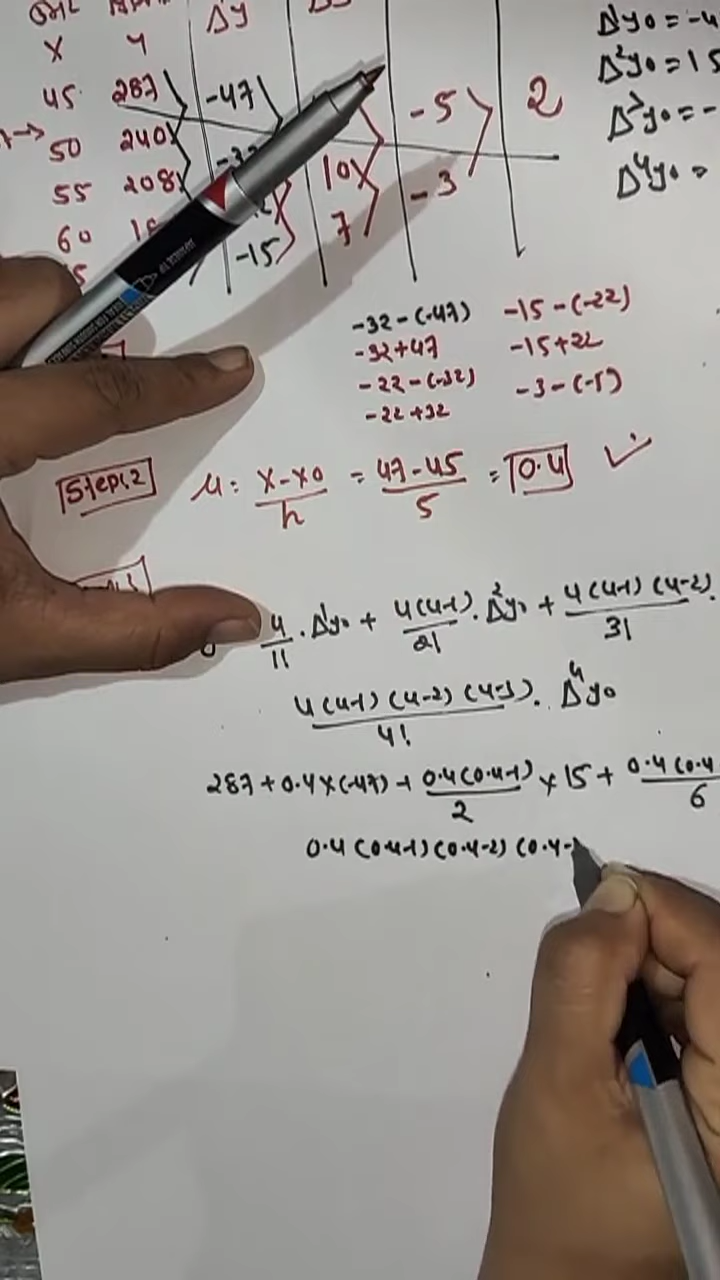 Δy
x y
Δ¹y₀ = -4
45 287 -47 -5 2 Δ²y₀ = 15
50 240 -32 Δ³y₀ = -
55 208 10 -3 Δ⁴y₀ =
60 7
-15
-32-(-47) -15-(-22)
-32+47 -15+22
-22-(-32) -3-(-5)
-22+32
Step:2 u: x-x0/h = 47-45/5 = 0.4 ✓
u/1! . Δ¹y₀ + u(u-1)/2! . Δ²y₀ + u(u-1)(u-2)/3! .
u(u-1)(u-2)(u-3)/4! . Δ⁴y₀
287+0.4×(-47)+ 0.4(0.4-1)/2 × 15 + 0.4(0.4/6
0.4(0.4-1)(0.4-2)(0.4-